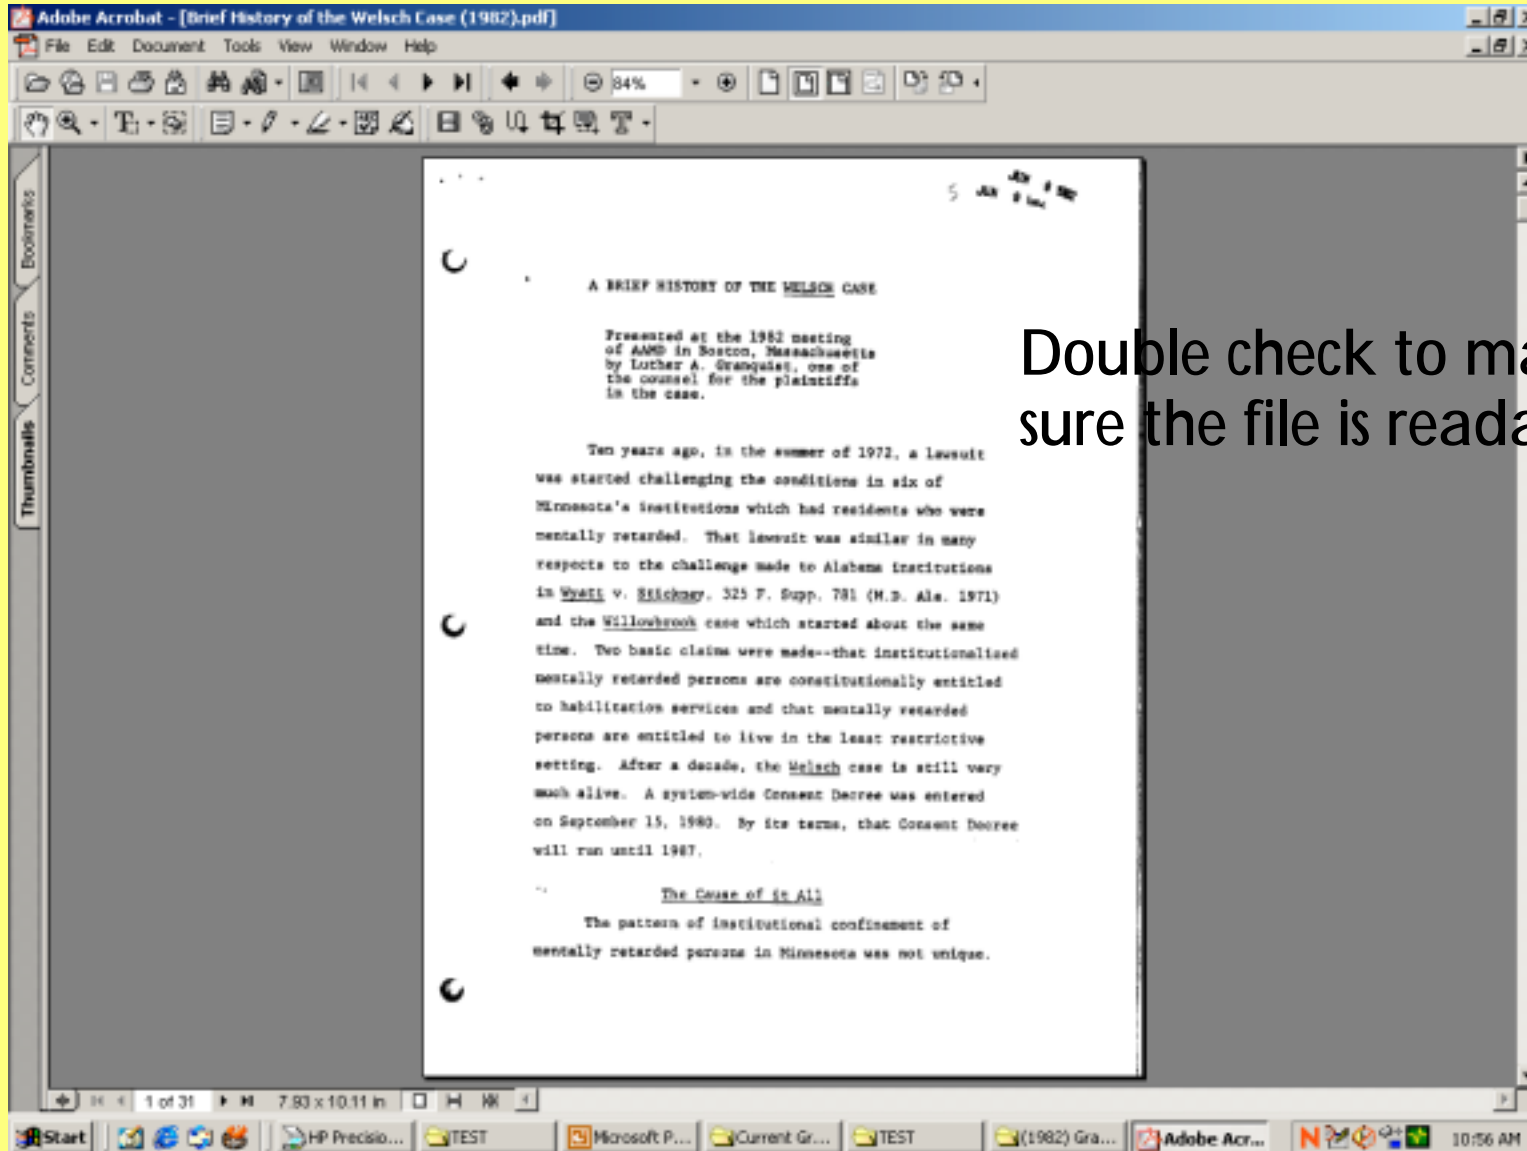 Adobe Acrobat - [Brief History of the Welsch Case (1982).pdf]
File Edit Document Tools View Window Help
84%
Bookmarks
Comments
Thumbnails
5 JUN
A BRIEF HISTORY OF THE WELSCH CASE
Presented at the 1982 meeting
of AAMD in Boston, Massachusetts
by Luther A. Granquist, one of
the counsel for the plaintiffs
in the case.
Double check to ma
sure the file is reada
Ten years ago, in the summer of 1972, a lawsuit
was started challenging the conditions in six of
Minnesota's institutions which had residents who were
mentally retarded. That lawsuit was similar in many
respects to the challenge made to Alabama institutions
in Wyatt v. Stickney, 325 F. Supp. 781 (M.D. Ala. 1971)
and the Willowbrook case which started about the same
time. Two basic claims were made--that institutionalized
mentally retarded persons are constitutionally entitled
to habilitation services and that mentally retarded
persons are entitled to live in the least restrictive
setting. After a decade, the Welsch case is still very
much alive. A system-wide Consent Decree was entered
on September 15, 1980. By its terms, that Consent Decree
will run until 1987.
The Cause of it All
The pattern of institutional confinement of
mentally retarded persons in Minnesota was not unique.
1 of 31 7.93 x 10.11 in
Start HP Precisio... TEST Microsoft P... Current Gr... TEST (1982) Gra... Adobe Acr... 10:56 AM